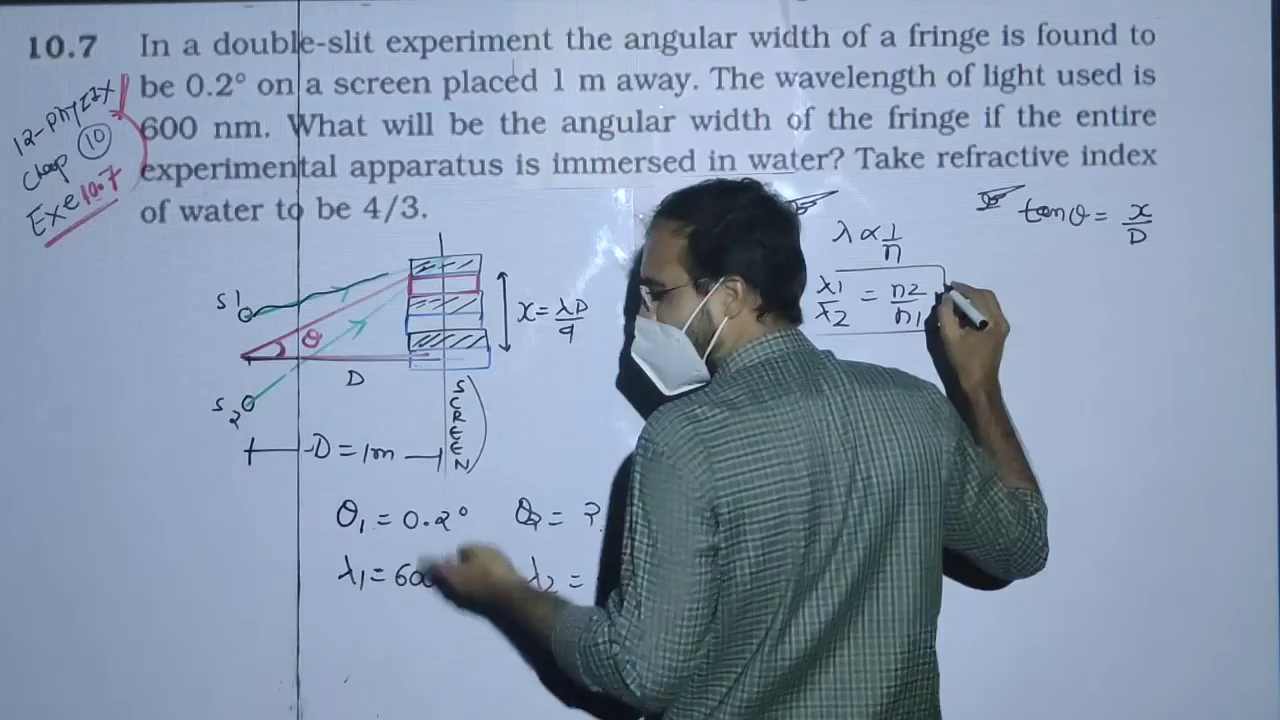 10.7 In a double-slit experiment the angular width of a fringe is found to
be 0.2° on a screen placed 1 m away. The wavelength of light used is
600 nm. What will be the angular width of the fringe if the entire
experimental apparatus is immersed in water? Take refractive index
of water to be 4/3.
12-PHY
Chap 10
Exe 10.7
λ ∝ 1/n
λ1/λ2 = n2/n1
tanθ = x/D
S1
θ
x = λD/q
D
S2
SCREEN
D = 1m
θ1 = 0.2° θ2 = ?
λ1 = 60 λ2 =